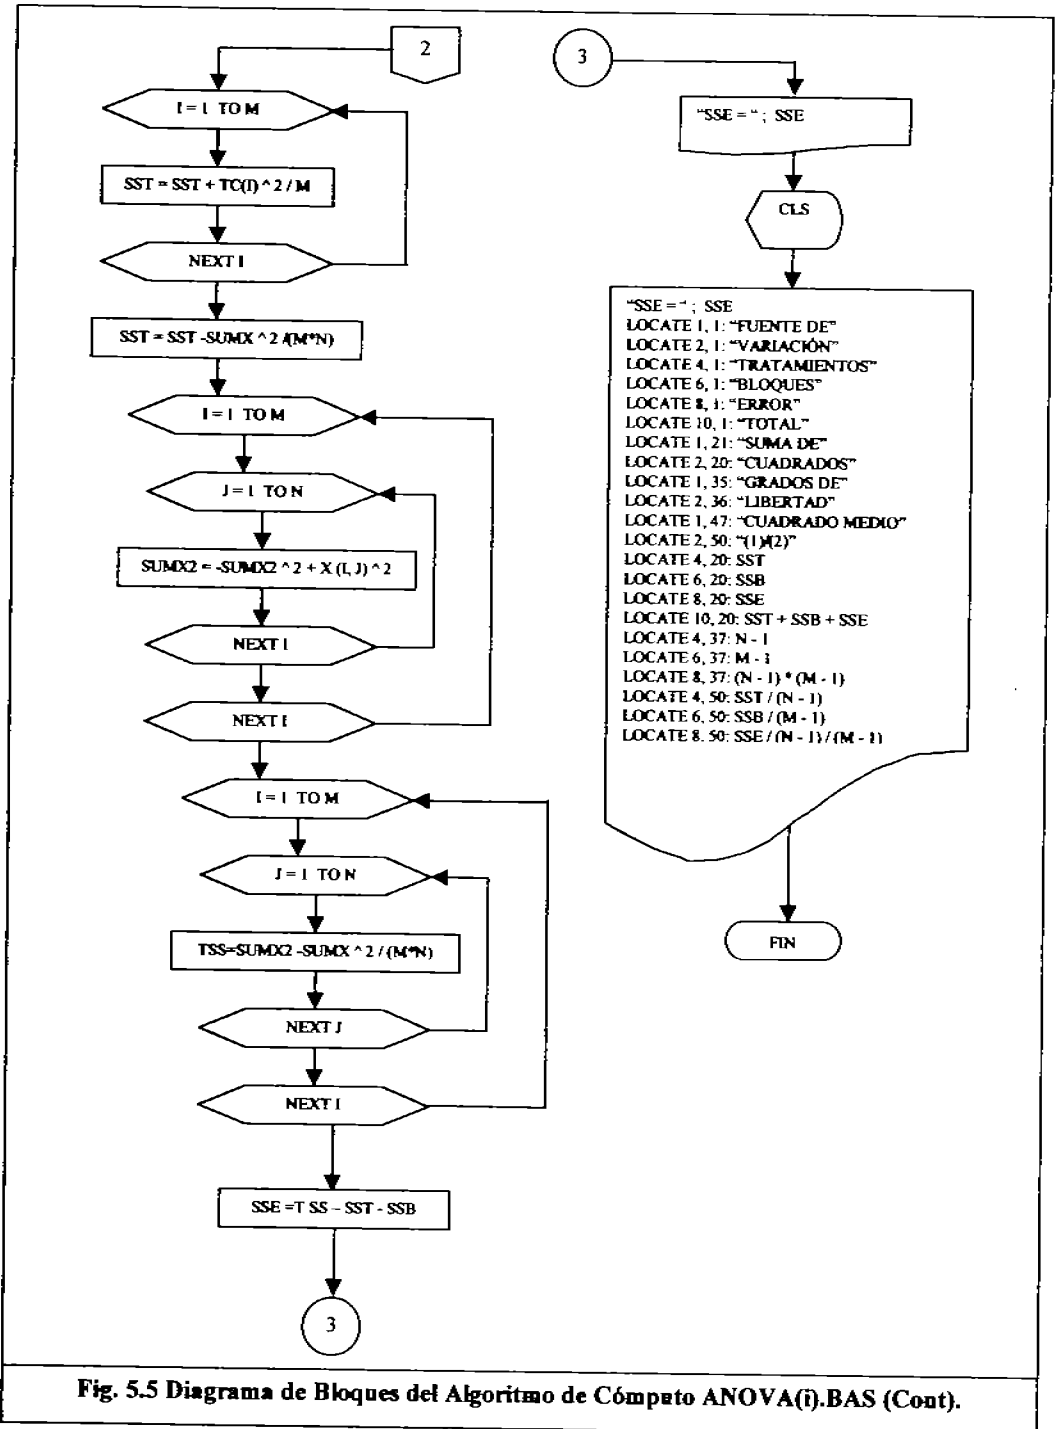 2
I = 1 TO M
SST = SST + TC(I) ^ 2 / M
NEXT I
SST = SST -SUMX ^ 2 /(M*N)
I = 1 TO M
J = 1 TO N
SUMX2 = -SUMX2 ^ 2 + X (I, J) ^ 2
NEXT I
NEXT I
I = 1 TO M
J = 1 TO N
TSS=SUMX2 -SUMX ^ 2 / (M*N)
NEXT J
NEXT I
SSE =T SS – SST - SSB
3
3
"SSE = " ; SSE
CLS
"SSE = " ; SSE
LOCATE 1, 1: "FUENTE DE"
LOCATE 2, 1: "VARIACIÓN"
LOCATE 4, 1: "TRATAMIENTOS"
LOCATE 6, 1: "BLOQUES"
LOCATE 8, 1: "ERROR"
LOCATE 10, 1: "TOTAL"
LOCATE 1, 21: "SUMA DE"
LOCATE 2, 20: "CUADRADOS"
LOCATE 1, 35: "GRADOS DE"
LOCATE 2, 36: "LIBERTAD"
LOCATE 1, 47: "CUADRADO MEDIO"
LOCATE 2, 50: "(1)/(2)"
LOCATE 4, 20: SST
LOCATE 6, 20: SSB
LOCATE 8, 20: SSE
LOCATE 10, 20: SST + SSB + SSE
LOCATE 4, 37: N - 1
LOCATE 6, 37: M - 1
LOCATE 8, 37: (N - 1) * (M - 1)
LOCATE 4, 50: SST / (N - 1)
LOCATE 6, 50: SSB / (M - 1)
LOCATE 8, 50: SSE / (N - 1) / (M - 1)
FIN
Fig. 5.5 Diagrama de Bloques del Algoritmo de Cómputo ANOVA(i).BAS (Cont).